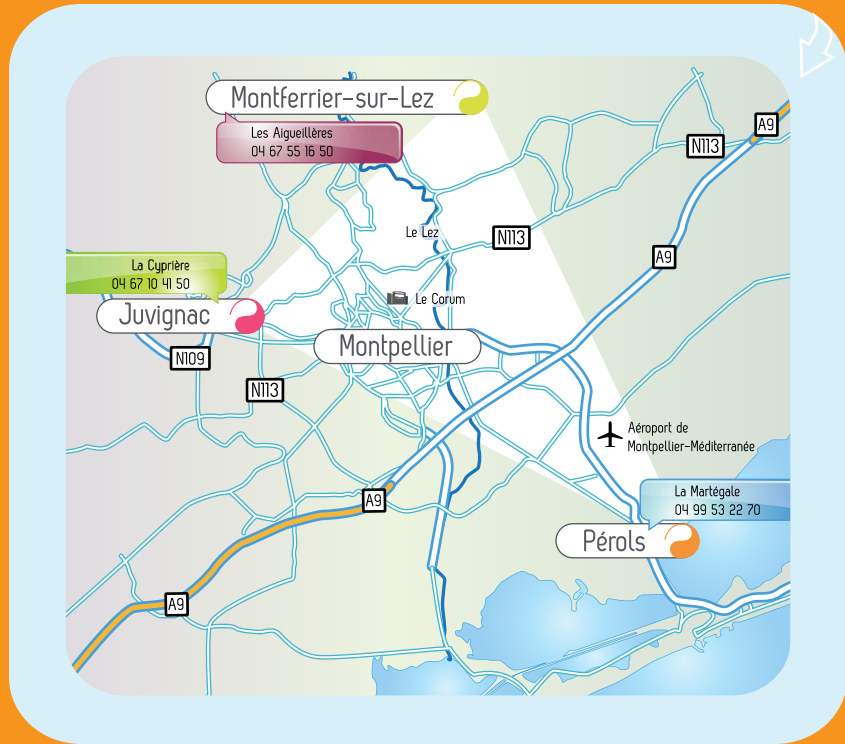 Montferrier-sur-Lez
Les Aigueillères
04 67 55 16 50
A9
N113
Le Lez
N113
A9
La Cyprière
04 67 10 41 50
Juvignac
Le Corum
Montpellier
N109
N113
Aéroport de
Montpellier-Méditerranée
A9
La Martégale
04 99 53 22 70
Pérols
A9